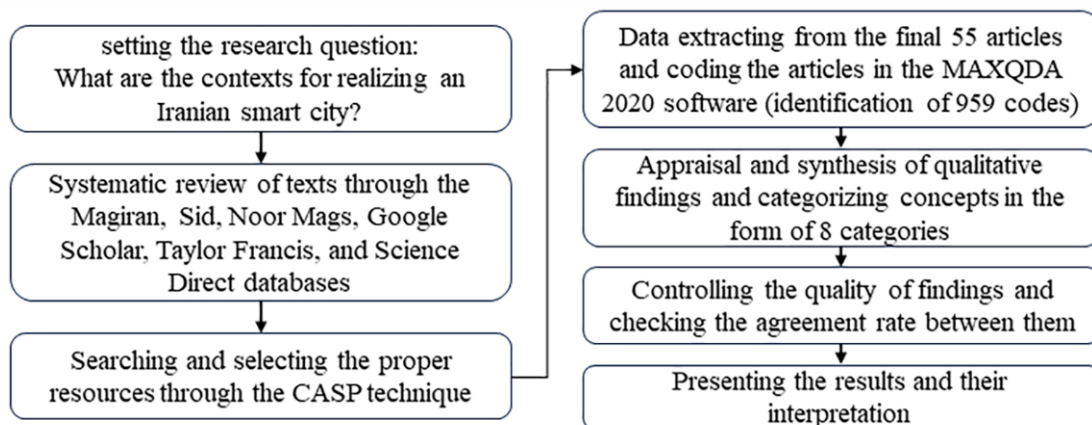 setting the research question:
What are the contexts for realizing an
Iranian smart city?
Systematic review of texts through the
Magiran, Sid, Noor Mags, Google
Scholar, Taylor Francis, and Science
Direct databases
Searching and selecting the proper
resources through the CASP technique
Data extracting from the final 55 articles
and coding the articles in the MAXQDA
2020 software (identification of 959 codes)
Appraisal and synthesis of qualitative
findings and categorizing concepts in the
form of 8 categories
Controlling the quality of findings and
checking the agreement rate between them
Presenting the results and their
interpretation